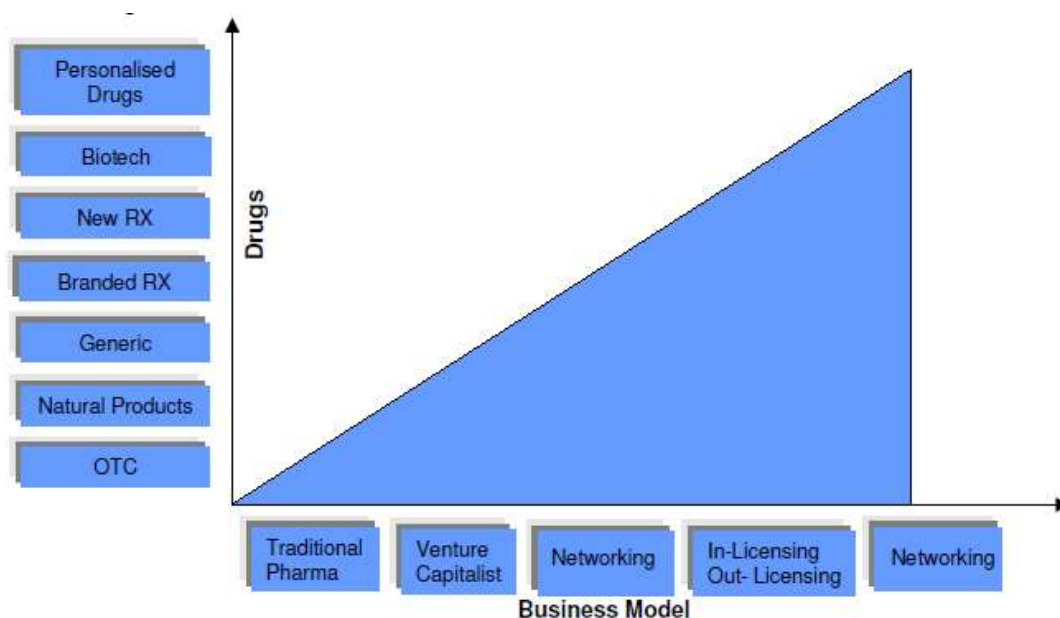 Personalised
Drugs
Biotech
New RX
Branded RX
Generic
Natural Products
OTC
Drugs
Traditional
Pharma
Venture
Capitalist
Networking
In-Licensing
Out- Licensing
Networking
Business Model